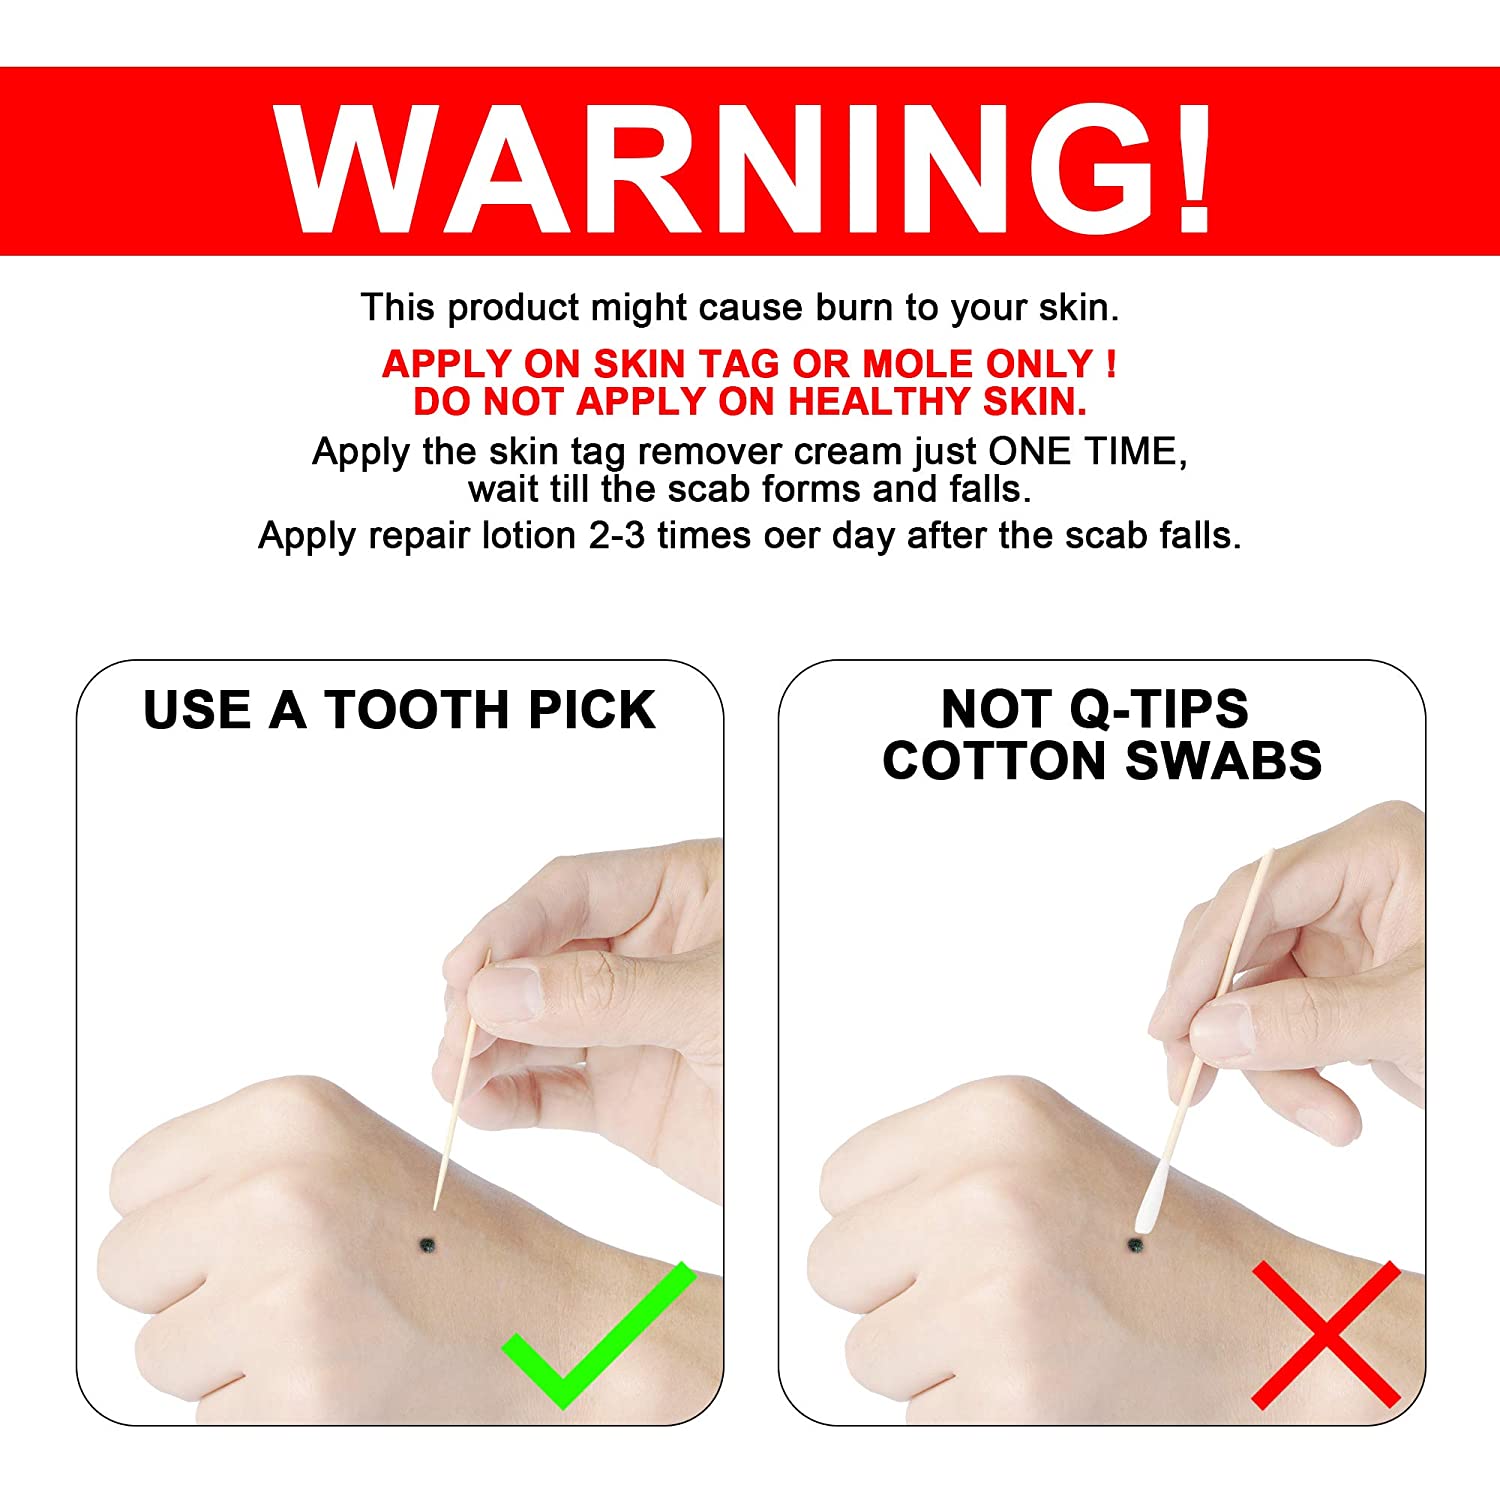 WARNING!
This product might cause burn to your skin.
APPLY ON SKIN TAG OR MOLE ONLY !
DO NOT APPLY ON HEALTHY SKIN.
Apply the skin tag remover cream just ONE TIME,
wait till the scab forms and falls.
Apply repair lotion 2-3 times oer day after the scab falls.
USE A TOOTH PICK
NOT Q-TIPS
COTTON SWABS